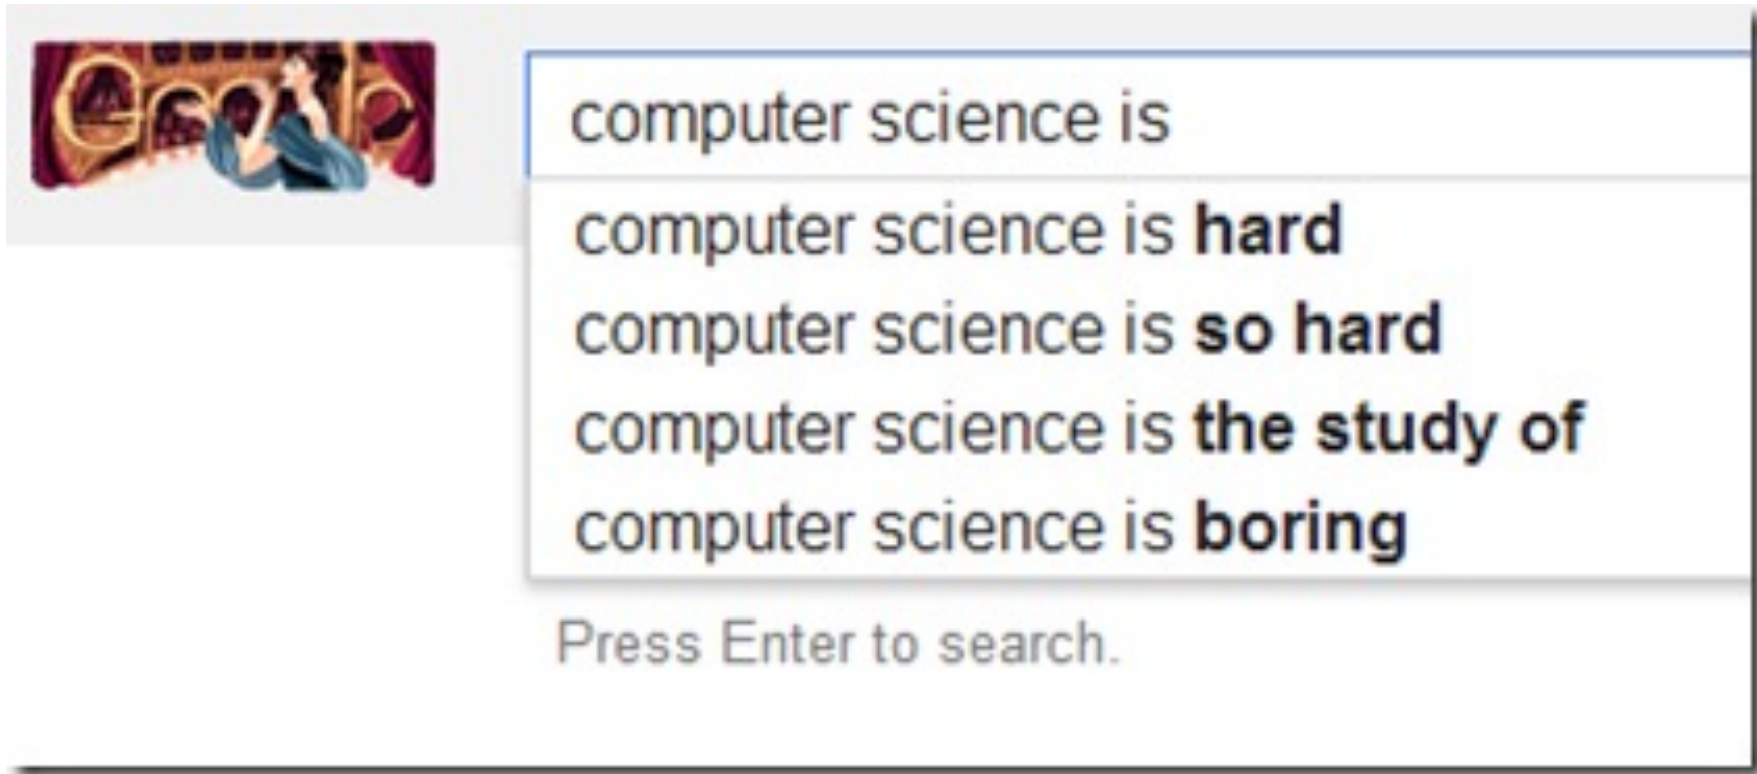 Google
computer science is
computer science is hard
computer science is so hard
computer science is the study of
computer science is boring
Press Enter to search.